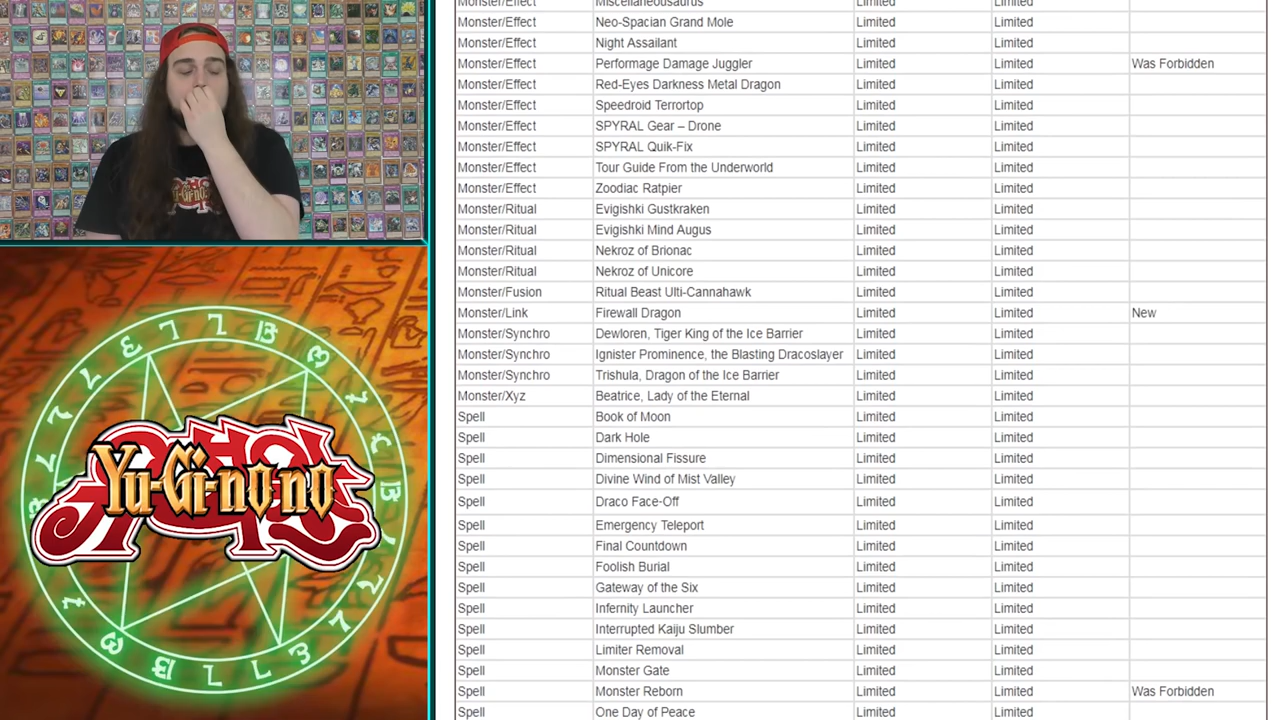 Yu-Gi-no-no
Monster/Effect Miscellaneousaurus Limited Limited
Monster/Effect Neo-Spacian Grand Mole Limited Limited
Monster/Effect Night Assailant Limited Limited
Monster/Effect Performage Damage Juggler Limited Limited Was Forbidden
Monster/Effect Red-Eyes Darkness Metal Dragon Limited Limited
Monster/Effect Speedroid Terrortop Limited Limited
Monster/Effect SPYRAL Gear – Drone Limited Limited
Monster/Effect SPYRAL Quik-Fix Limited Limited
Monster/Effect Tour Guide From the Underworld Limited Limited
Monster/Effect Zoodiac Ratpier Limited Limited
Monster/Ritual Evigishki Gustkraken Limited Limited
Monster/Ritual Evigishki Mind Augus Limited Limited
Monster/Ritual Nekroz of Brionac Limited Limited
Monster/Ritual Nekroz of Unicore Limited Limited
Monster/Fusion Ritual Beast Ulti-Cannahawk Limited Limited
Monster/Link Firewall Dragon Limited Limited New
Monster/Synchro Dewloren, Tiger King of the Ice Barrier Limited Limited
Monster/Synchro Ignister Prominence, the Blasting Dracoslayer Limited Limited
Monster/Synchro Trishula, Dragon of the Ice Barrier Limited Limited
Monster/Xyz Beatrice, Lady of the Eternal Limited Limited
Spell Book of Moon Limited Limited
Spell Dark Hole Limited Limited
Spell Dimensional Fissure Limited Limited
Spell Divine Wind of Mist Valley Limited Limited
Spell Draco Face-Off Limited Limited
Spell Emergency Teleport Limited Limited
Spell Final Countdown Limited Limited
Spell Foolish Burial Limited Limited
Spell Gateway of the Six Limited Limited
Spell Infernity Launcher Limited Limited
Spell Interrupted Kaiju Slumber Limited Limited
Spell Limiter Removal Limited Limited
Spell Monster Gate Limited Limited
Spell Monster Reborn Limited Limited Was Forbidden
Spell One Day of Peace Limited Limited